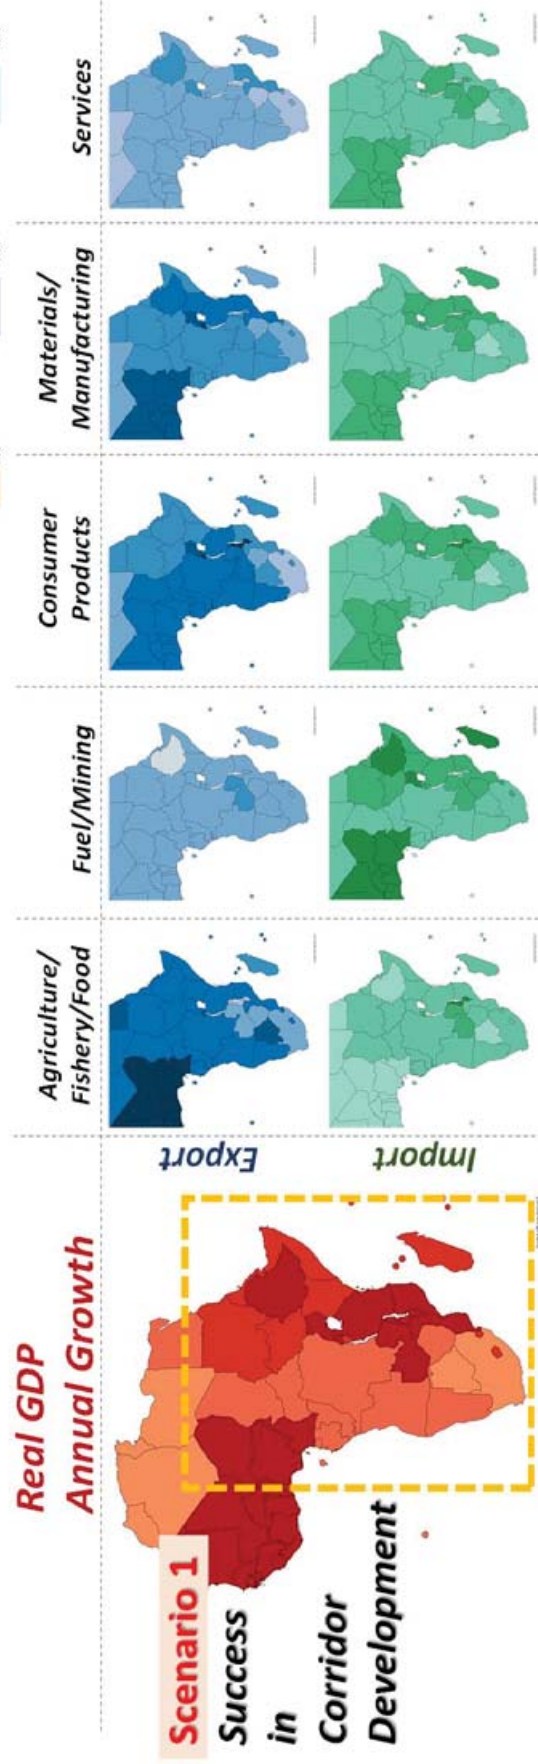 Real GDP
Annual Growth
Agriculture/
Fishery/Food
Fuel/Mining
Consumer
Products
Materials/
Manufacturing
Services
Scenario 1
Success
in
Corridor
Development
Export
Import